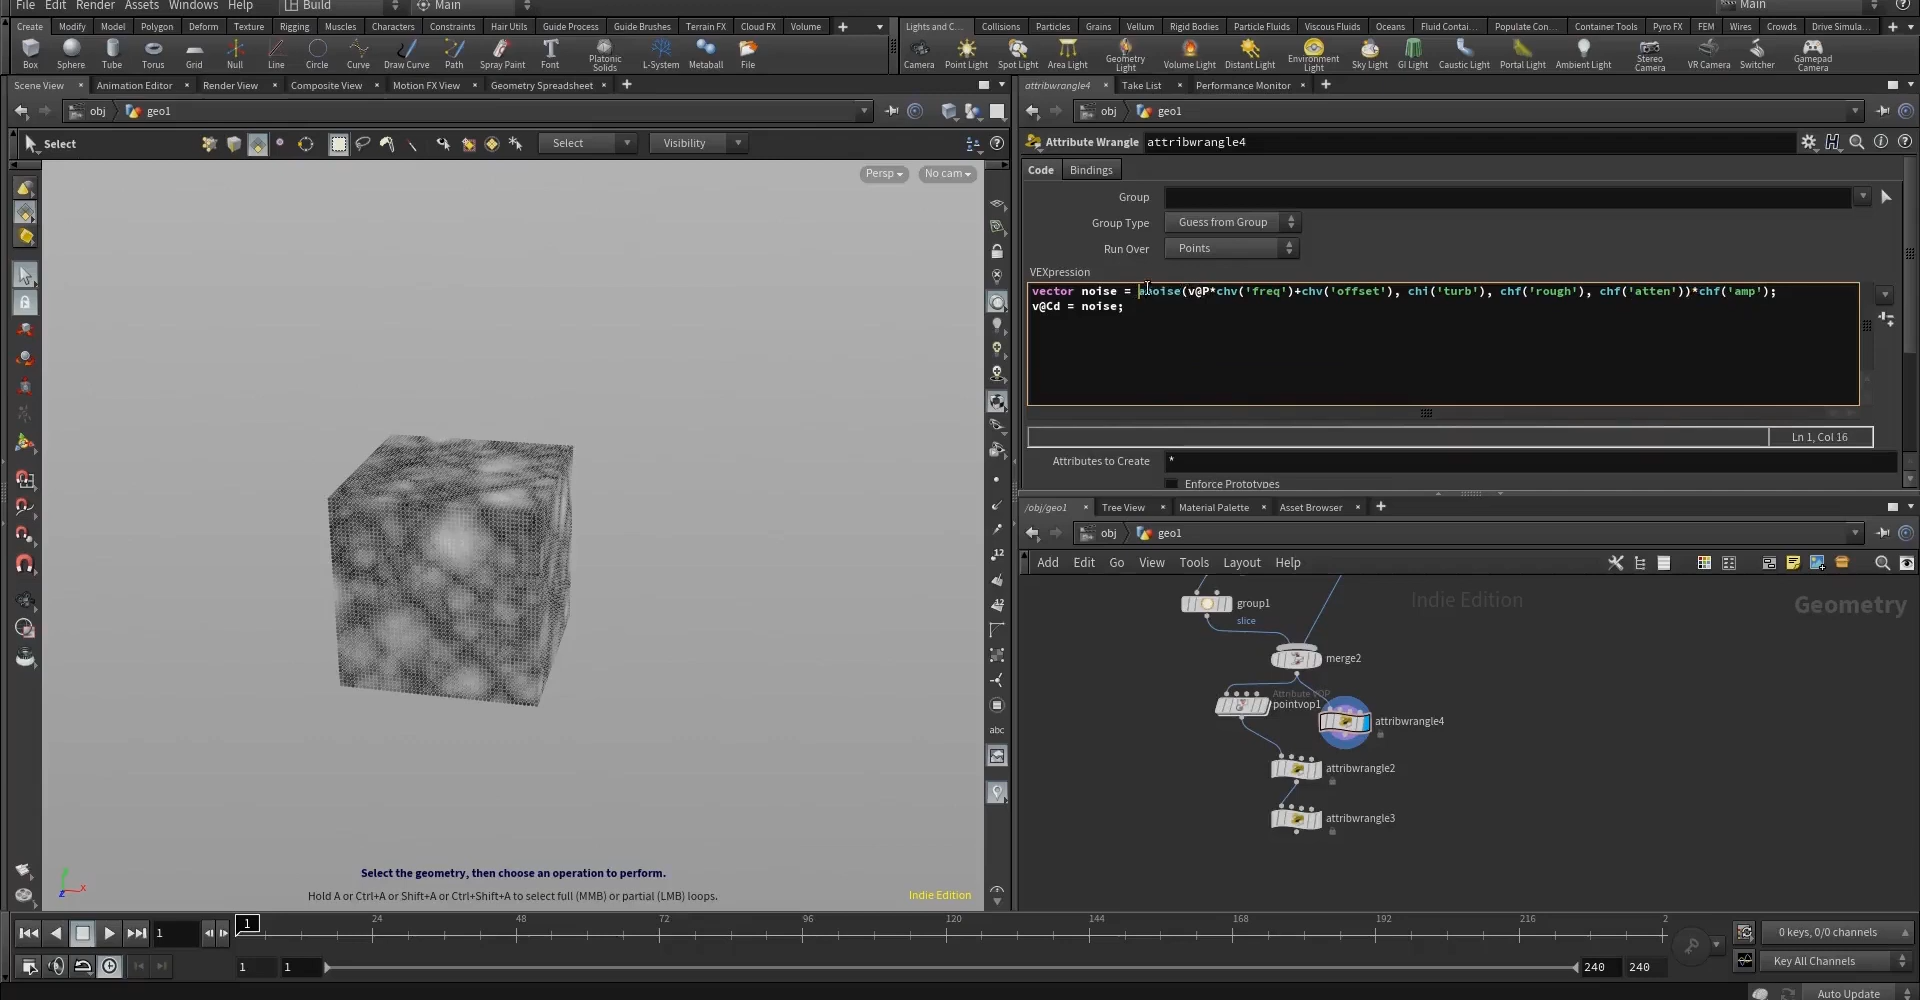 File Edit Render Assets Windows Help Build Main Main
Create Modify Model Polygon Deform Texture Rigging Muscles Characters Constraints Hair Utils Guide Process Guide Brushes Terrain FX Cloud FX Volume
Lights and C... Collisions Particles Grains Vellum Rigid Bodies Particle Fluids Viscous Fluids Oceans Fluid Contai... Populate Con... Container Tools Pyro FX FEM Wires Crowds Drive Simula...
Box Sphere Tube Torus Grid Null Line Circle Curve Draw Curve Path Spray Paint Font Platonic Solids L-System Metaball File
Camera Point Light Spot Light Area Light Geometry Light Volume Light Distant Light Environment Light Sky Light GI Light Caustic Light Portal Light Ambient Light Stereo Camera VR Camera Switcher Gamepad Camera
Scene View Animation Editor Render View Composite View Motion FX View Geometry Spreadsheet
obj geo1
Select Select Visibility
Persp No cam
12
12
abc
Select the geometry, then choose an operation to perform.
Hold A or Ctrl+A or Shift+A or Ctrl+Shift+A to select full (MMB) or partial (LMB) loops.
Indie Edition
attribwrangle4 Take List Performance Monitor
obj geo1
Attribute Wrangle attribwrangle4
Code Bindings
Group
Group Type Guess from Group
Run Over Points
VEXpression
vector noise = anoise(v@P*chv('freq')+chv('offset'), chi('turb'), chf('rough'), chf('atten'))*chf('amp');
v@Cd = noise;
Ln 1, Col 16
Attributes to Create *
Enforce Prototypes
/obj/geo1 Tree View Material Palette Asset Browser
obj geo1
Add Edit Go View Tools Layout Help
Indie Edition
Geometry
group1
slice
merge2
Attribute VOP
pointvop1
attribwrangle4
attribwrangle2
attribwrangle3
1 24 48 72 96 120 144 168 192 216 2
1
1 1 240 240
0 keys, 0/0 channels
Key All Channels
Auto Update